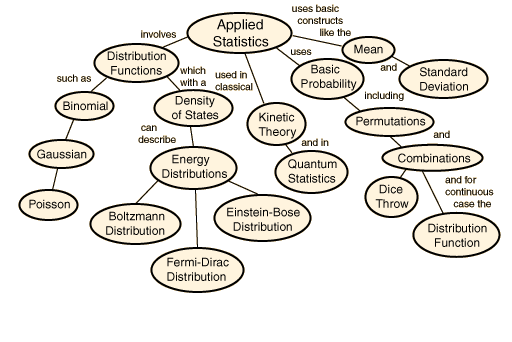 Applied
Statistics
involves
uses basic
constructs
like the
uses
Mean
and
Standard
Deviation
Distribution
Functions
such as
which
with a
used in
classical
Basic
Probability
including
Binomial
Density
of States
Kinetic
Theory
Permutations
and
can
describe
and in
Gaussian
Energy
Distributions
Quantum
Statistics
Combinations
Poisson
Dice
Throw
and for
continuous
case the
Boltzmann
Distribution
Einstein-Bose
Distribution
Distribution
Function
Fermi-Dirac
Distribution